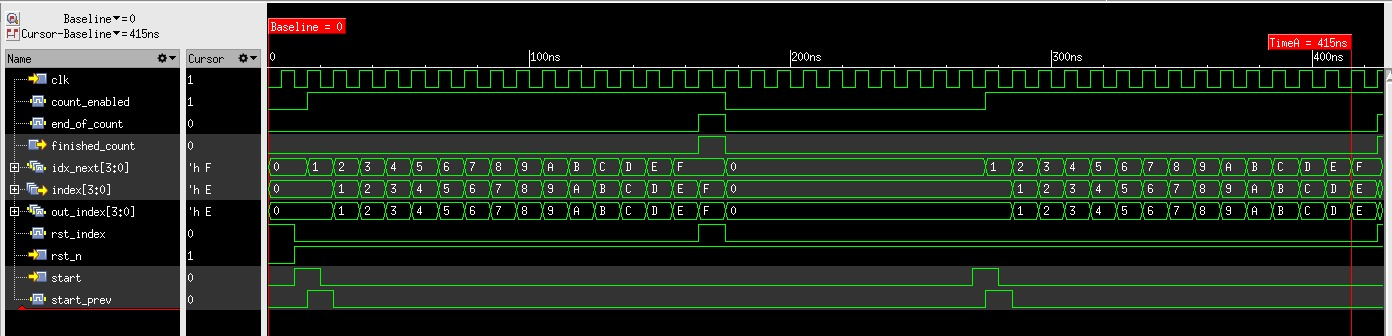 Baseline▼=0
Cursor-Baseline▼=415ns
Baseline = 0
TimeA = 415ns
Name Cursor 0 100ns 200ns 300ns 400ns
clk 1
count_enabled 1
end_of_count 0
finished_count 0
idx_next[3:0] 'h F 0 1 2 3 4 5 6 7 8 9 A B C D E F 0 1 2 3 4 5 6 7 8 9 A B C D E F
index[3:0] 'h E 0 1 2 3 4 5 6 7 8 9 A B C D E F 0 1 2 3 4 5 6 7 8 9 A B C D E
out_index[3:0] 'h E 0 1 2 3 4 5 6 7 8 9 A B C D E F 0 1 2 3 4 5 6 7 8 9 A B C D E
rst_index 0
rst_n 1
start 0
start_prev 0